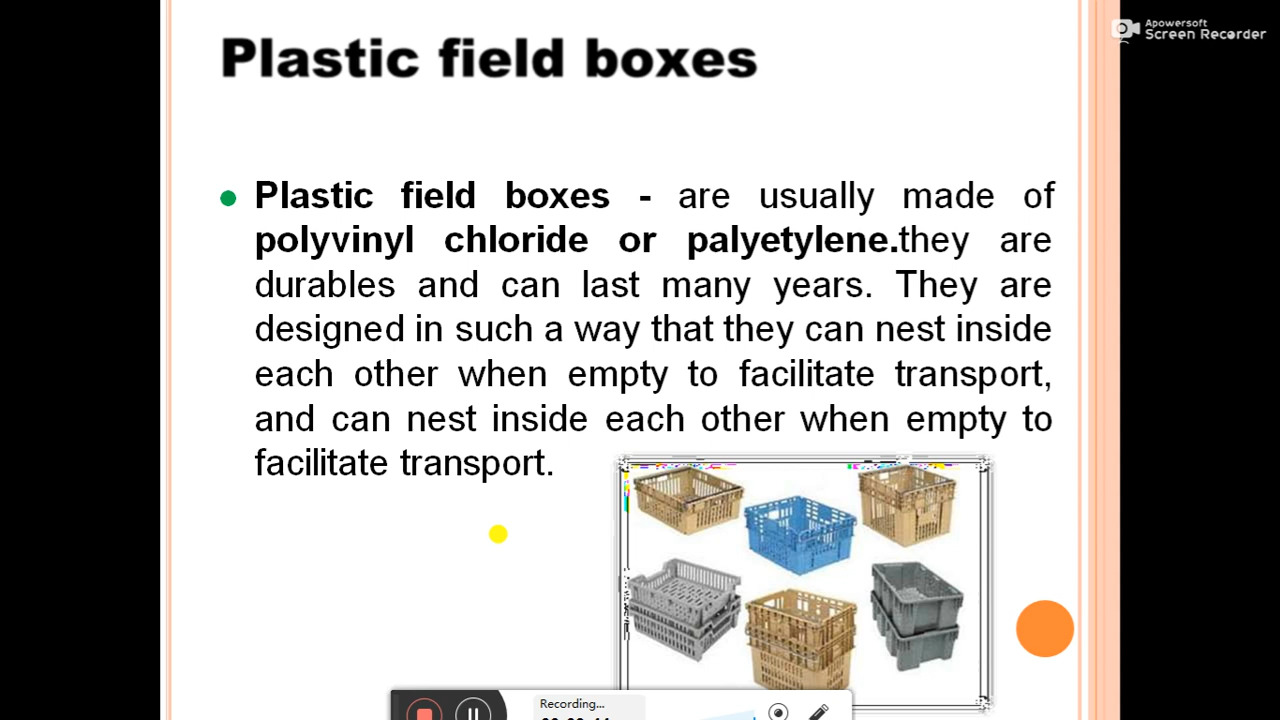 Apowersoft
Screen Recorder
Plastic field boxes
Plastic field boxes - are usually made of
polyvinyl chloride or palyetylene.they are
durables and can last many years. They are
designed in such a way that they can nest inside
each other when empty to facilitate transport,
and can nest inside each other when empty to
facilitate transport.
Recording...